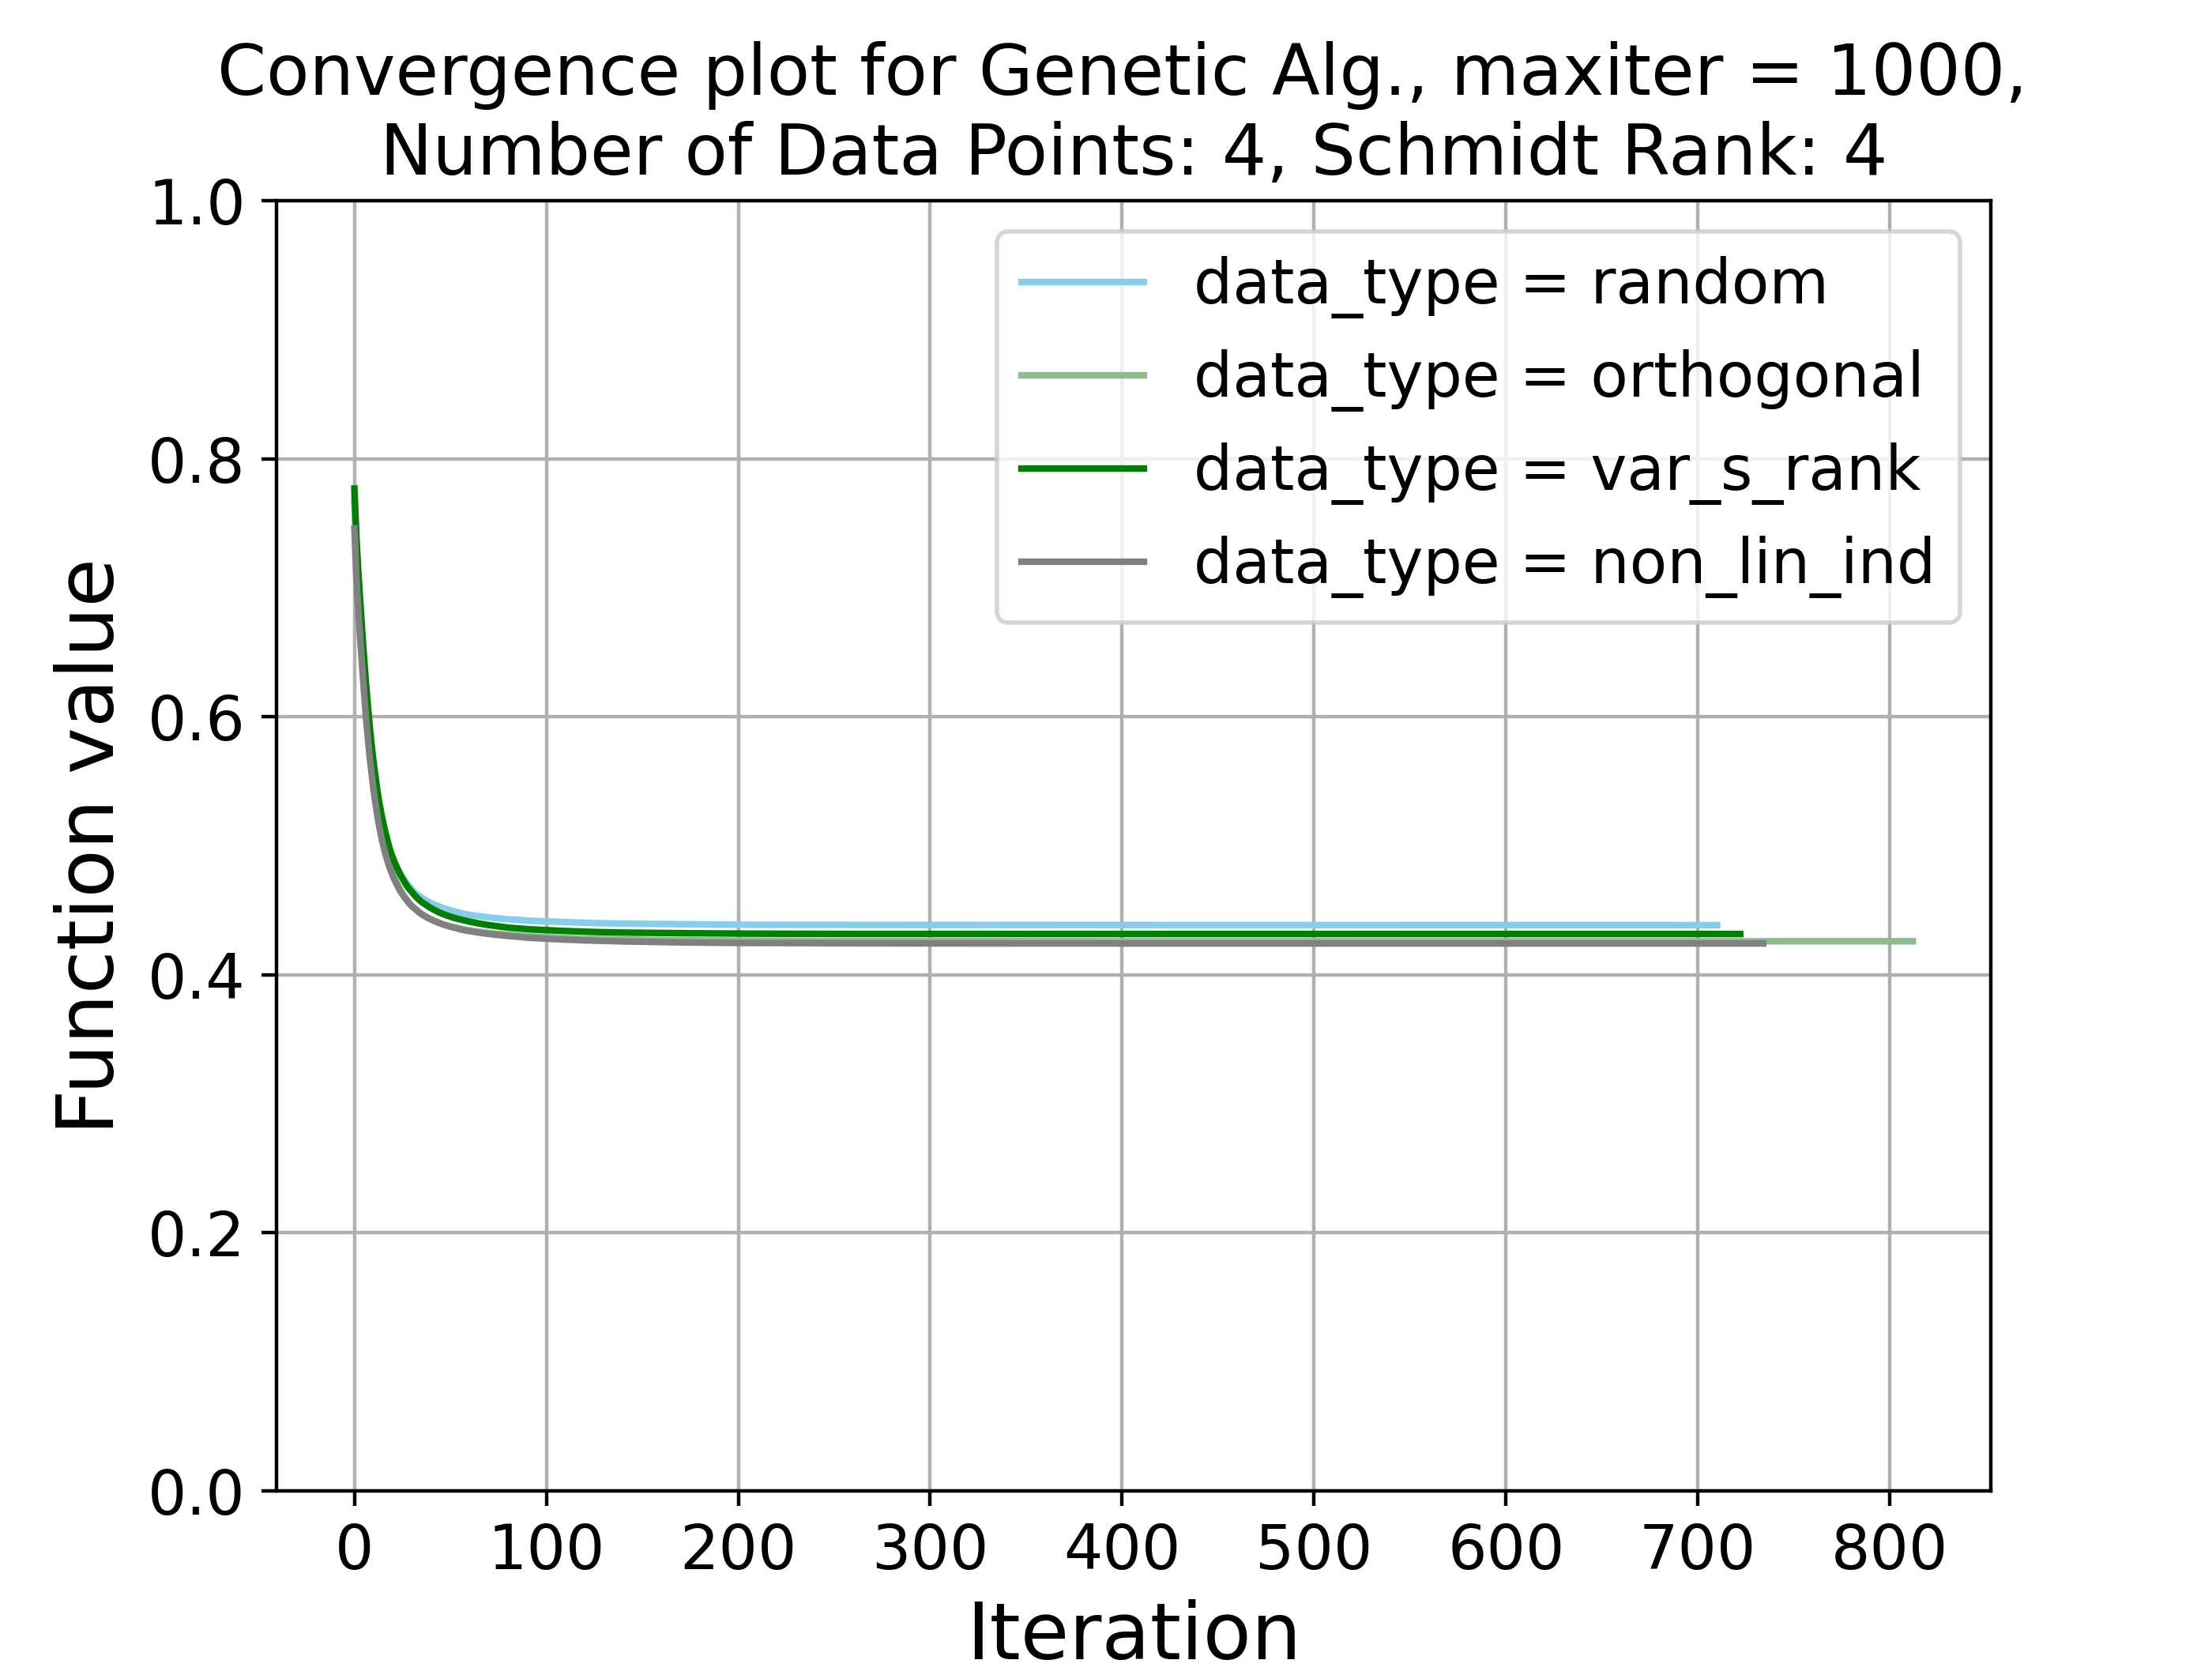 Convergence plot for Genetic Alg., maxiter = 1000,
Number of Data Points: 4, Schmidt Rank: 4
1.0
0.8
0.6
0.4
0.2
0.0
Function value
data_type = random
data_type = orthogonal
data_type = var_s_rank
data_type = non_lin_ind
0 100 200 300 400 500 600 700 800
Iteration